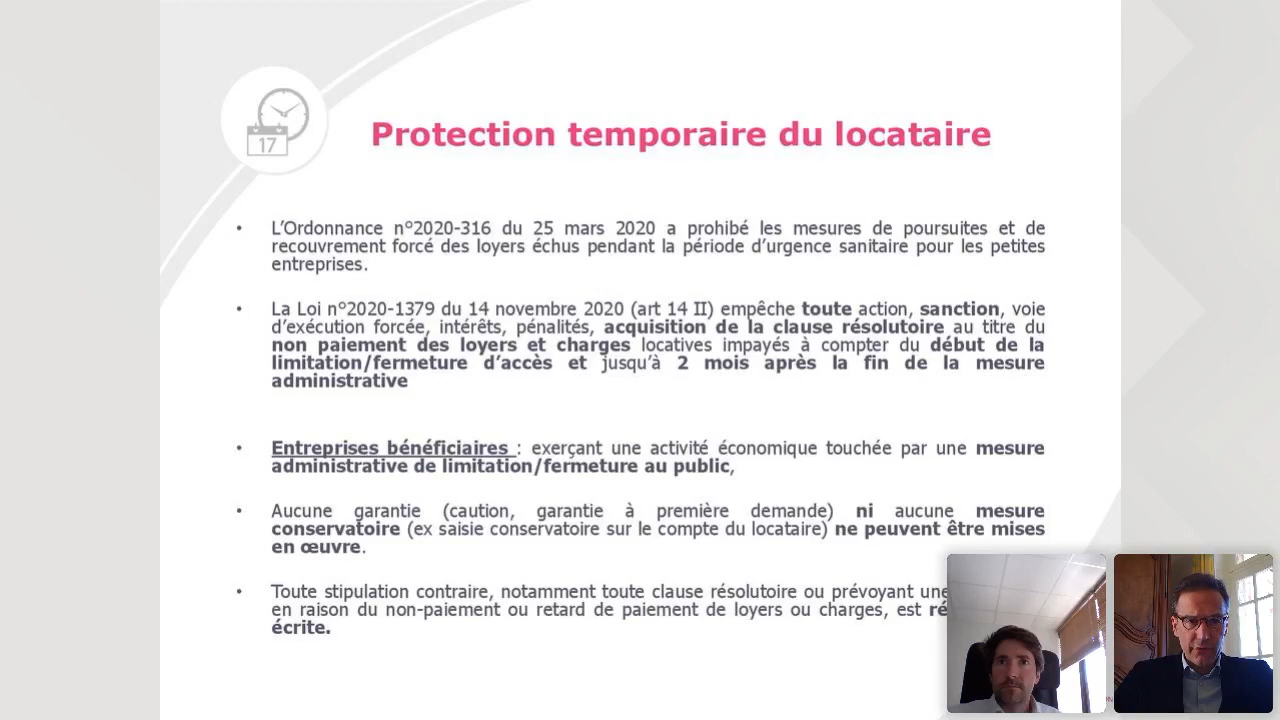 17
Protection temporaire du locataire
• L’Ordonnance n°2020-316 du 25 mars 2020 a prohibé les mesures de poursuites et de
recouvrement forcé des loyers échus pendant la période d’urgence sanitaire pour les petites
entreprises.
• La Loi n°2020-1379 du 14 novembre 2020 (art 14 II) empêche toute action, sanction, voie
d’exécution forcée, intérêts, pénalités, acquisition de la clause résolutoire au titre du
non paiement des loyers et charges locatives impayés à compter du début de la
limitation/fermeture d’accès et jusqu’à 2 mois après la fin de la mesure
administrative
• Entreprises bénéficiaires : exerçant une activité économique touchée par une mesure
administrative de limitation/fermeture au public,
• Aucune garantie (caution, garantie à première demande) ni aucune mesure
conservatoire (ex saisie conservatoire sur le compte du locataire) ne peuvent être mises
en œuvre.
• Toute stipulation contraire, notamment toute clause résolutoire ou prévoyant une
en raison du non-paiement ou retard de paiement de loyers ou charges, est
écrite.